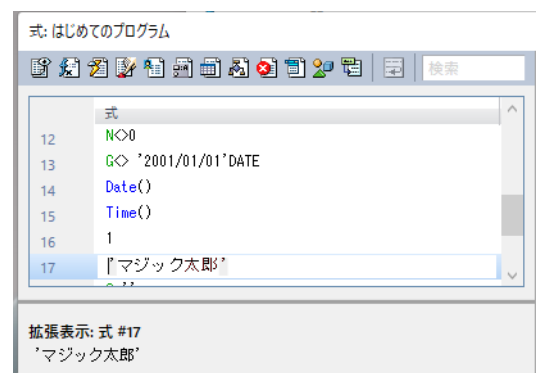 式: はじめてのプログラム
検索
式
12 N<>0
13 G<> '2001/01/01'DATE
14 Date()
15 Time()
16 1
17 'マジック太郎'
拡張表示: 式 #17
'マジック太郎'